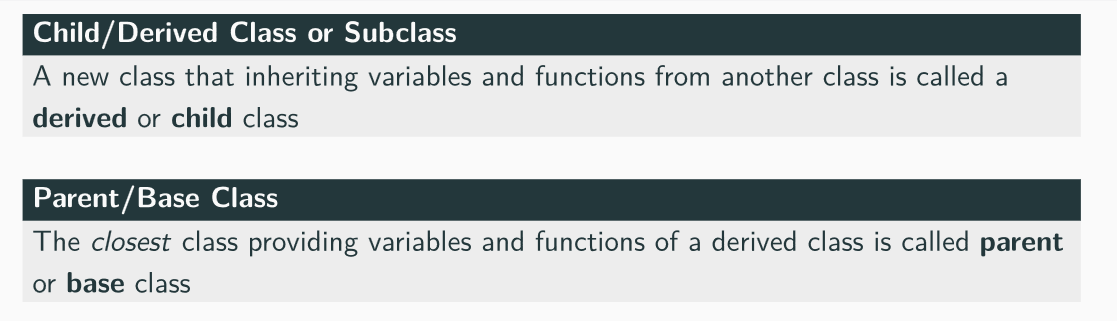 Child/Derived Class or Subclass
A new class that inheriting variables and functions from another class is called a
derived or child class
Parent/Base Class
The closest class providing variables and functions of a derived class is called parent
or base class